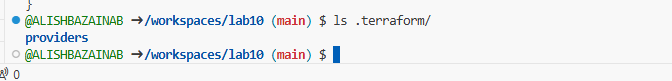 }
@ALISHBAZAINAB ➜/workspaces/lab10 (main) $ ls .terraform/
providers
@ALISHBAZAINAB ➜/workspaces/lab10 (main) $
0